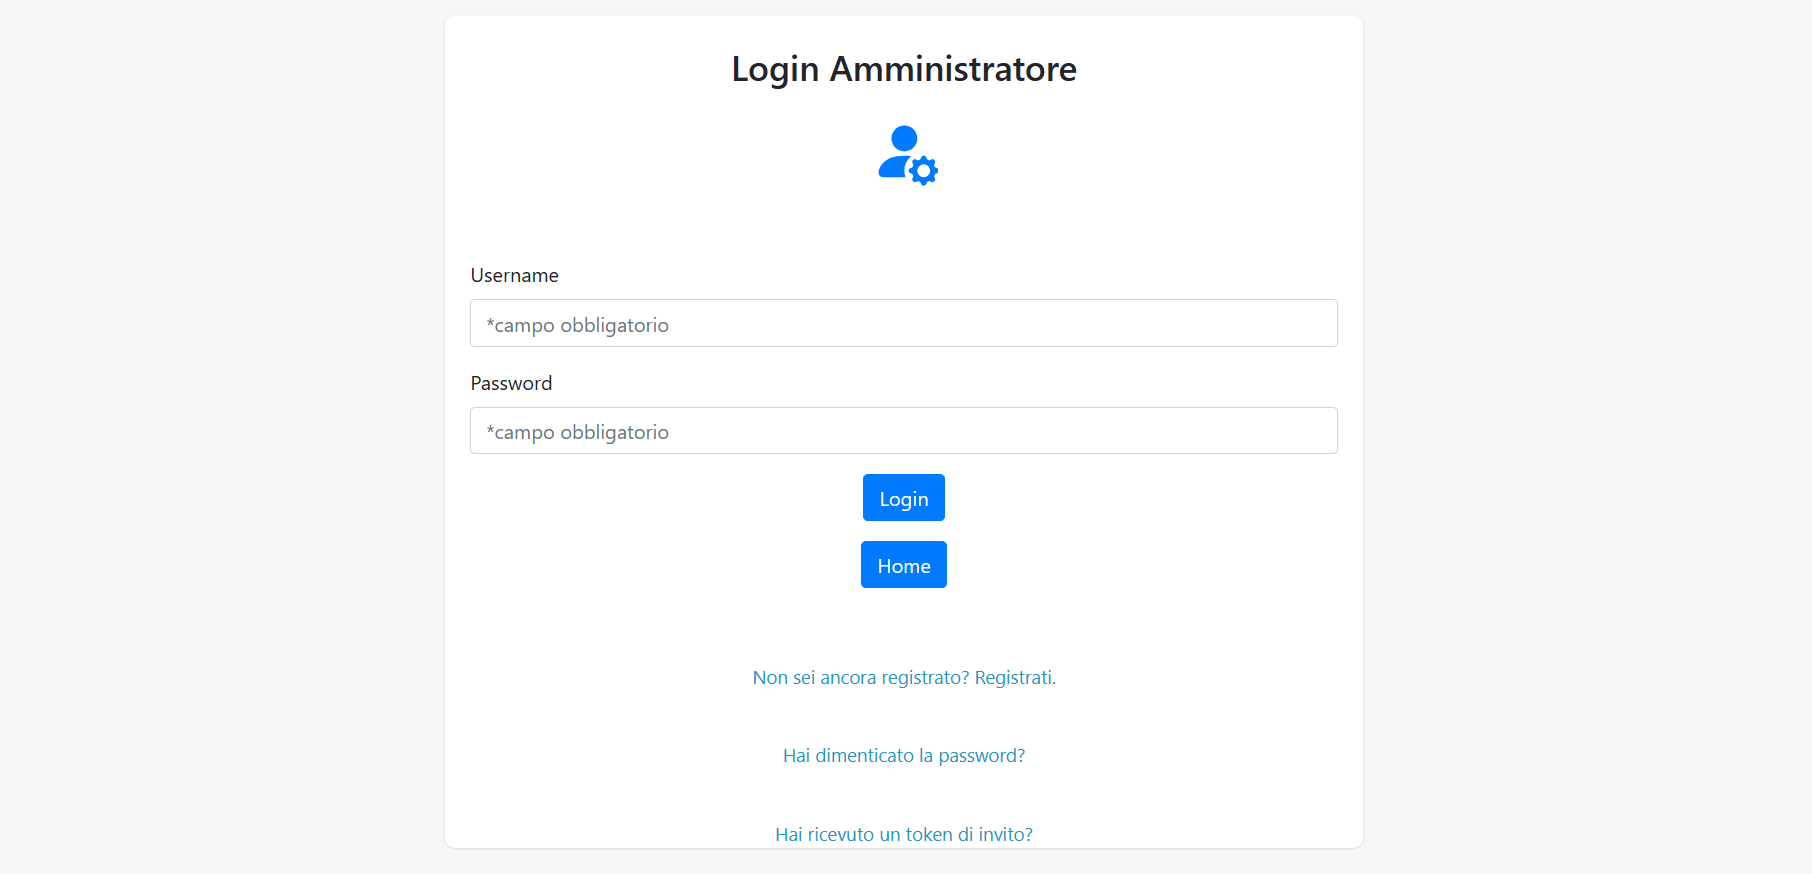 Login Amministratore
Username
*campo obbligatorio
Password
*campo obbligatorio
Login
Home
Non sei ancora registrato? Registrati.
Hai dimenticato la password?
Hai ricevuto un token di invito?